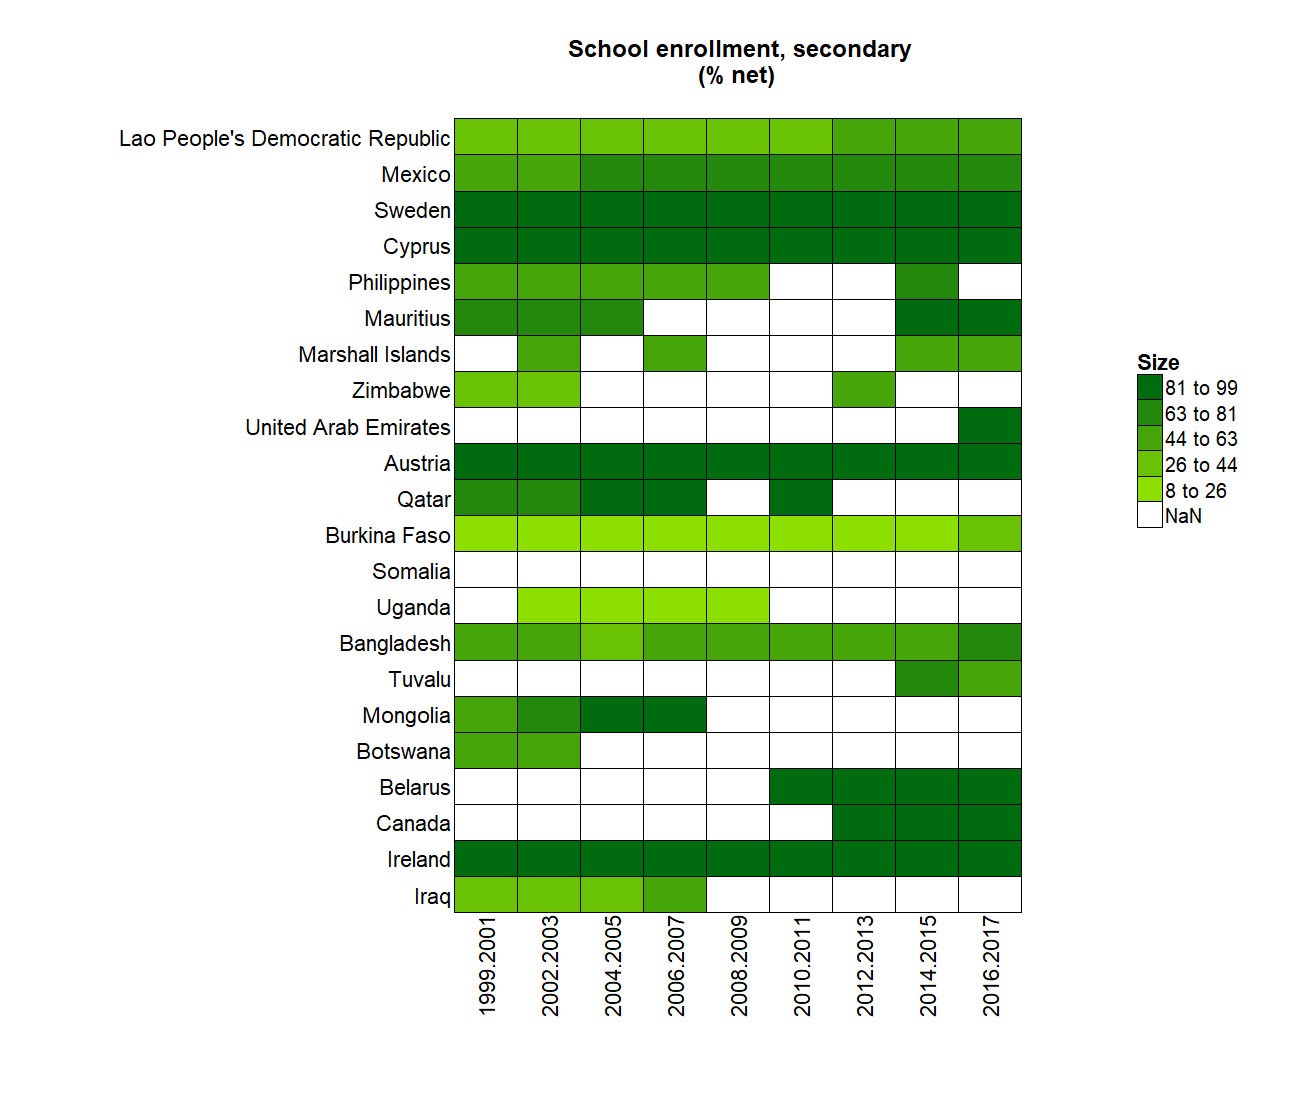 School enrollment, secondary
(% net)
Lao People's Democratic Republic
Mexico
Sweden
Cyprus
Philippines
Mauritius
Marshall Islands
Zimbabwe
United Arab Emirates
Austria
Qatar
Burkina Faso
Somalia
Uganda
Bangladesh
Tuvalu
Mongolia
Botswana
Belarus
Canada
Ireland
Iraq
1999.2001
2002.2003
2004.2005
2006.2007
2008.2009
2010.2011
2012.2013
2014.2015
2016.2017
Size
81 to 99
63 to 81
44 to 63
26 to 44
8 to 26
NaN